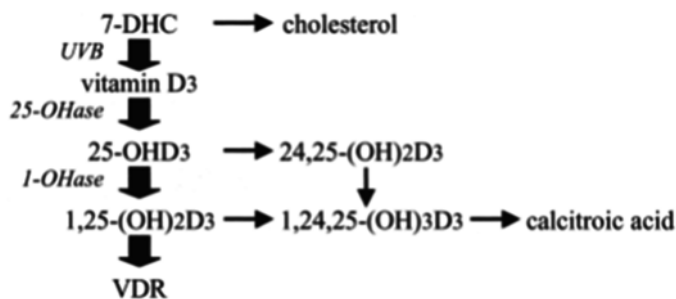 7-DHC cholesterol
UVB
vitamin D3
25-OHase
25-OHD3 24,25-(OH)2D3
1-OHase
1,25-(OH)2D3 1,24,25-(OH)3D3 calcitroic acid
VDR